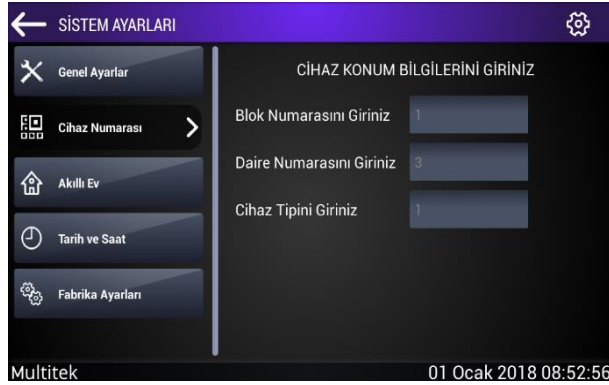 SİSTEM AYARLARI
Genel Ayarlar
Cihaz Numarası
Akıllı Ev
Tarih ve Saat
Fabrika Ayarları
CİHAZ KONUM BİLGİLERİNİ GİRİNİZ
Blok Numarasını Giriniz 1
Daire Numarasını Giriniz 3
Cihaz Tipini Giriniz 1
Multitek 01 Ocak 2018 08:52:56